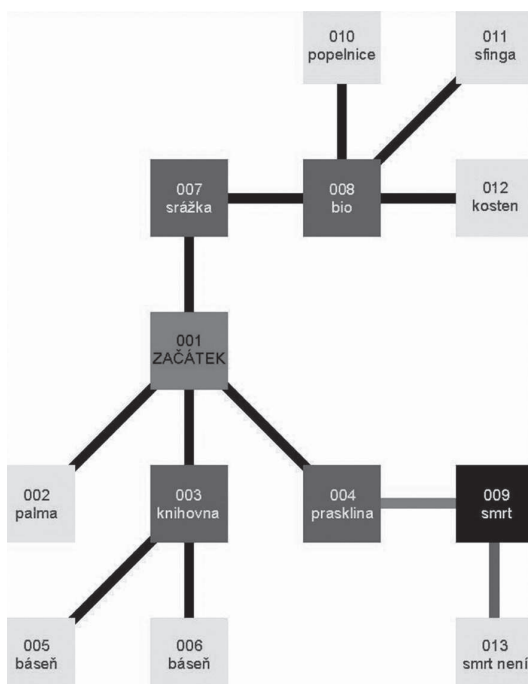 010
popelnice
011
sfinga
007
srážka
008
bio
012
kosten
001
ZAČÁTEK
002
palma
003
knihovna
004
prasklina
009
smrt
005
báseň
006
báseň
013
smrt není